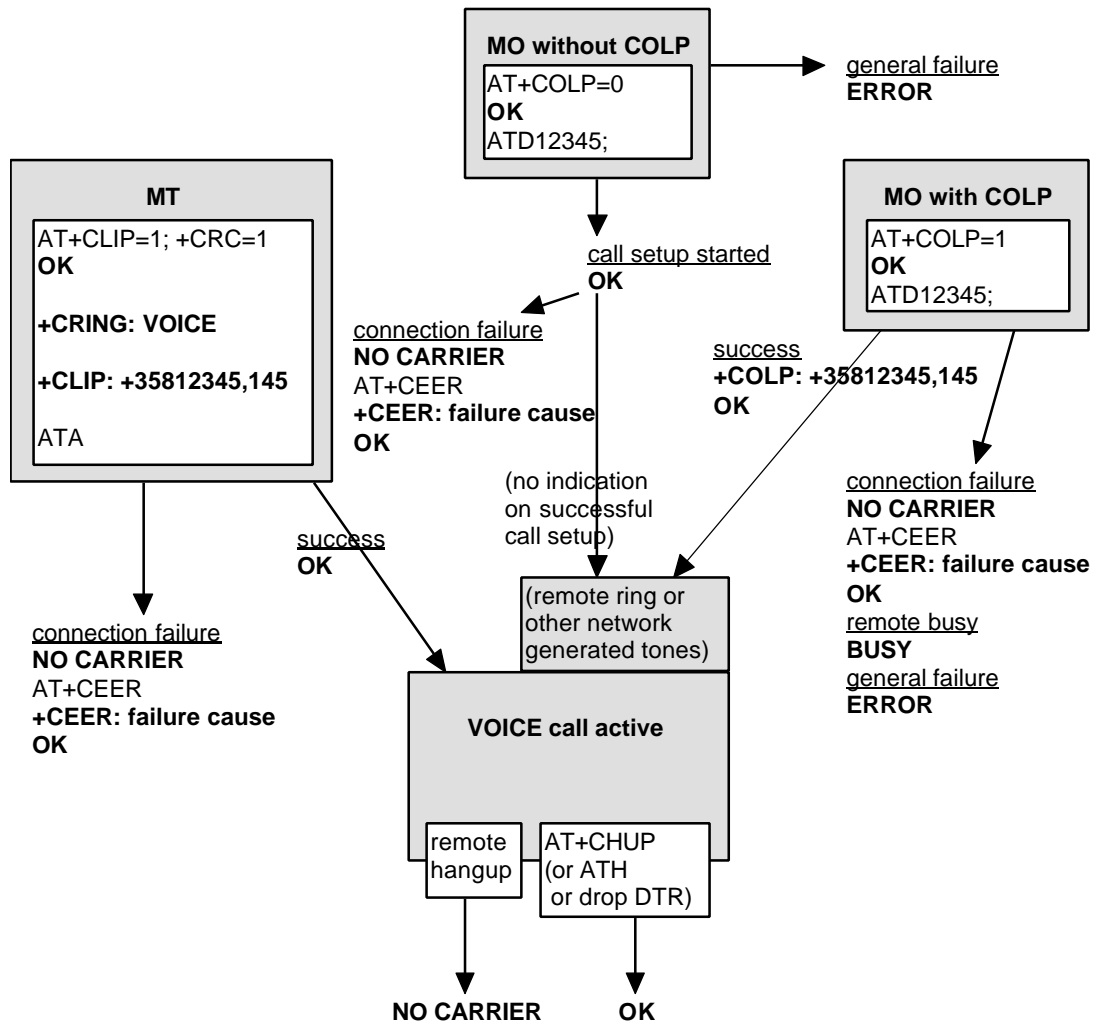 MO without COLP
AT+COLP=0
OK
ATD12345;
general failure
ERROR
MT
AT+CLIP=1; +CRC=1
OK
+CRING: VOICE
+CLIP: +35812345,145
ATA
MO with COLP
AT+COLP=1
OK
ATD12345;
call setup started
OK
connection failure
NO CARRIER
AT+CEER
+CEER: failure cause
OK
success
+COLP: +35812345,145
OK
(no indication
on successful
call setup)
success
OK
connection failure
NO CARRIER
AT+CEER
+CEER: failure cause
OK
remote busy
BUSY
general failure
ERROR
connection failure
NO CARRIER
AT+CEER
+CEER: failure cause
OK
(remote ring or
other network
generated tones)
VOICE call active
remote
hangup
AT+CHUP
(or ATH
or drop DTR)
NO CARRIER
OK